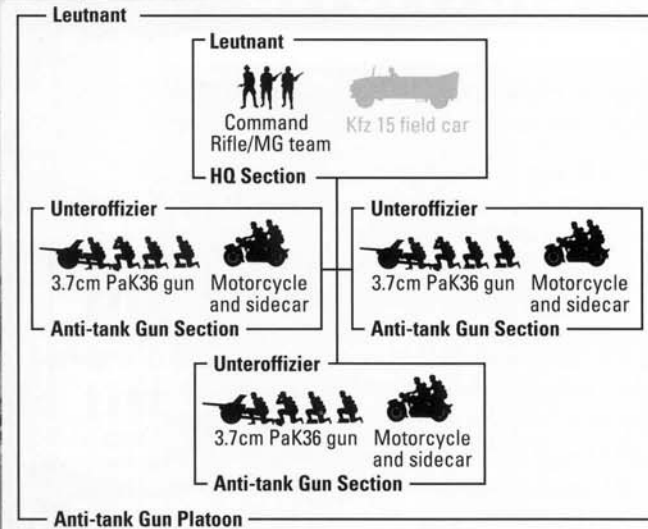 Leutnant
Leutnant
Command
Rifle/MG team
Kfz 15 field car
HQ Section
Unteroffizier
3.7cm PaK36 gun
Motorcycle
and sidecar
Anti-tank Gun Section
Unteroffizier
3.7cm PaK36 gun
Motorcycle
and sidecar
Anti-tank Gun Section
Unteroffizier
3.7cm PaK36 gun
Motorcycle
and sidecar
Anti-tank Gun Section
Anti-tank Gun Platoon